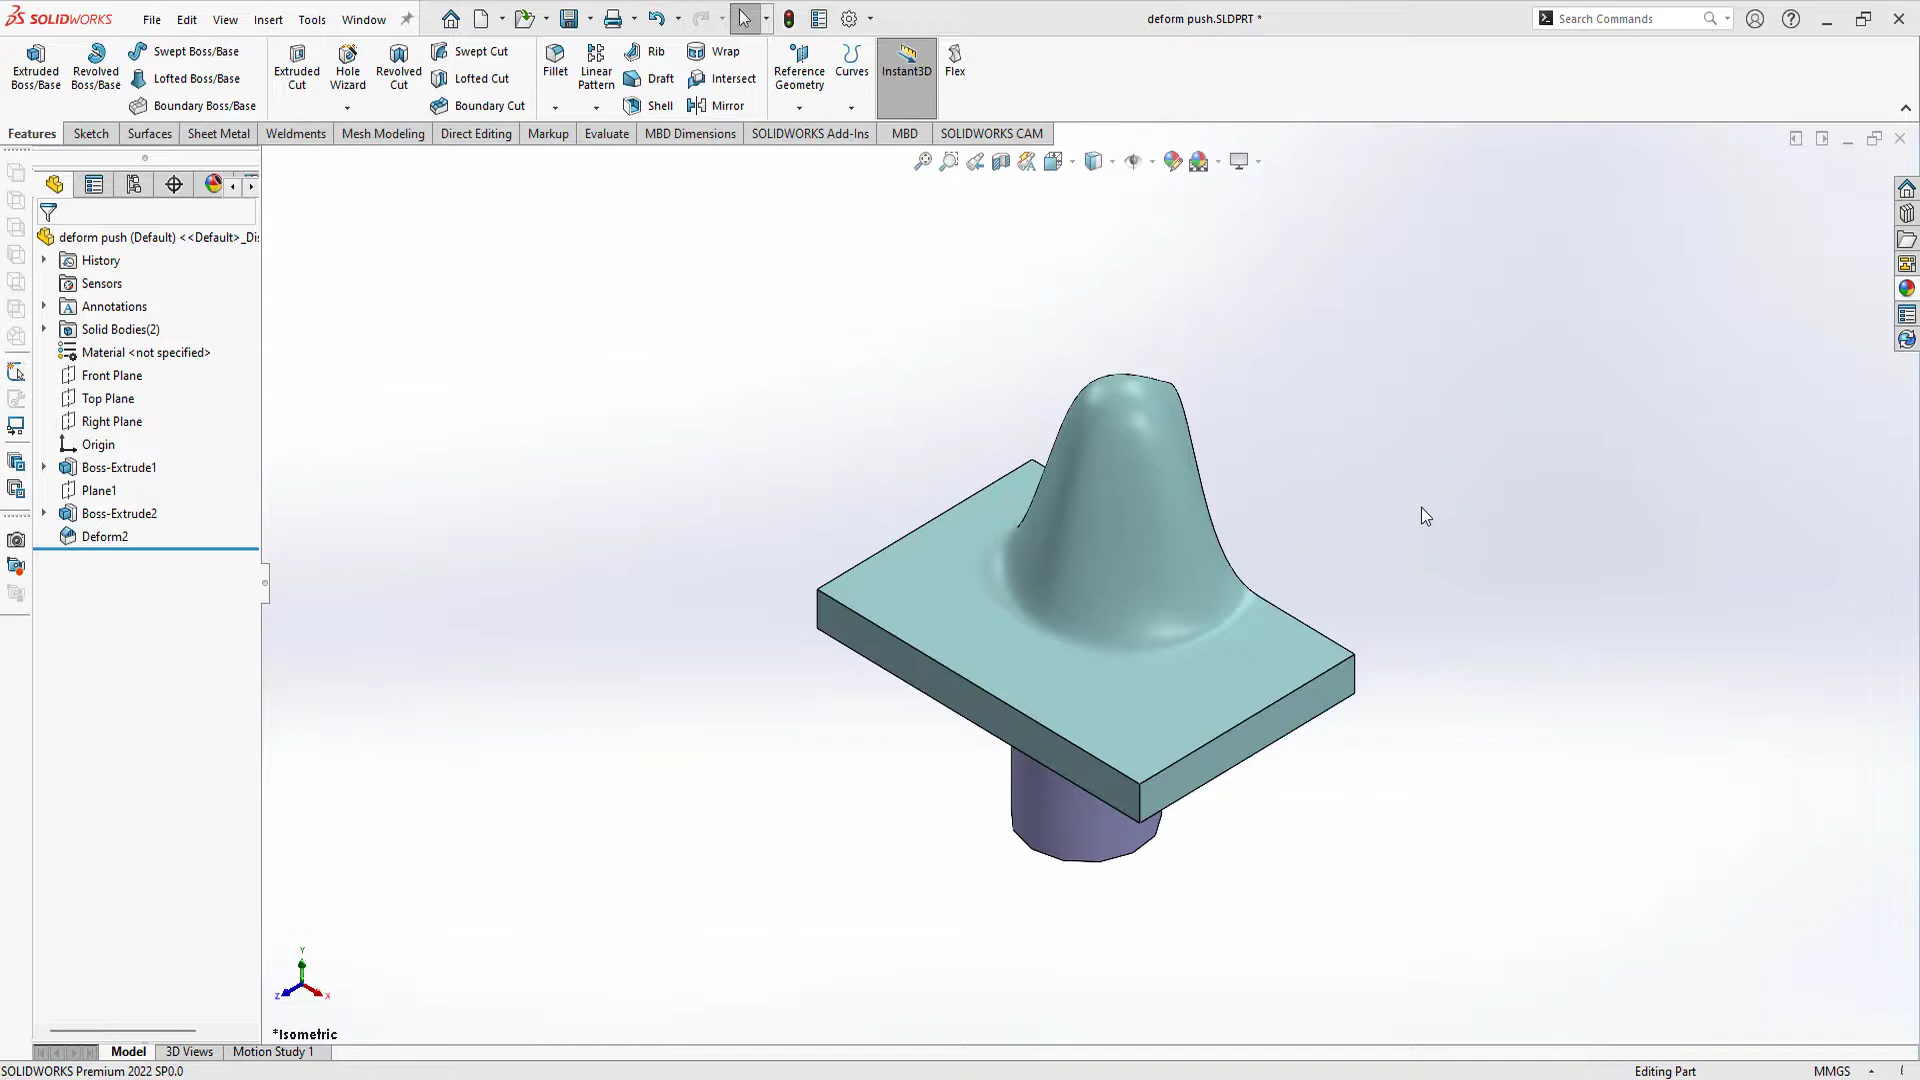 SOLIDWORKS File Edit View Insert Tools Window deform push.SLDPRT * Search Commands
Extruded Boss/Base
Revolved Boss/Base
Swept Boss/Base
Lofted Boss/Base
Boundary Boss/Base
Extruded Cut
Hole Wizard
Revolved Cut
Swept Cut
Lofted Cut
Boundary Cut
Fillet
Linear Pattern
Rib
Draft
Shell
Wrap
Intersect
Mirror
Reference Geometry
Curves
Instant3D
Flex
Features Sketch Surfaces Sheet Metal Weldments Mesh Modeling Direct Editing Markup Evaluate MBD Dimensions SOLIDWORKS Add-Ins MBD SOLIDWORKS CAM
deform push (Default) <<Default>_Di
History
Sensors
Annotations
Solid Bodies(2)
Material <not specified>
Front Plane
Top Plane
Right Plane
Origin
Boss-Extrude1
Plane1
Boss-Extrude2
Deform2
Y
Z X
*Isometric
Model 3D Views Motion Study 1
SOLIDWORKS Premium 2022 SP0.0 Editing Part MMGS